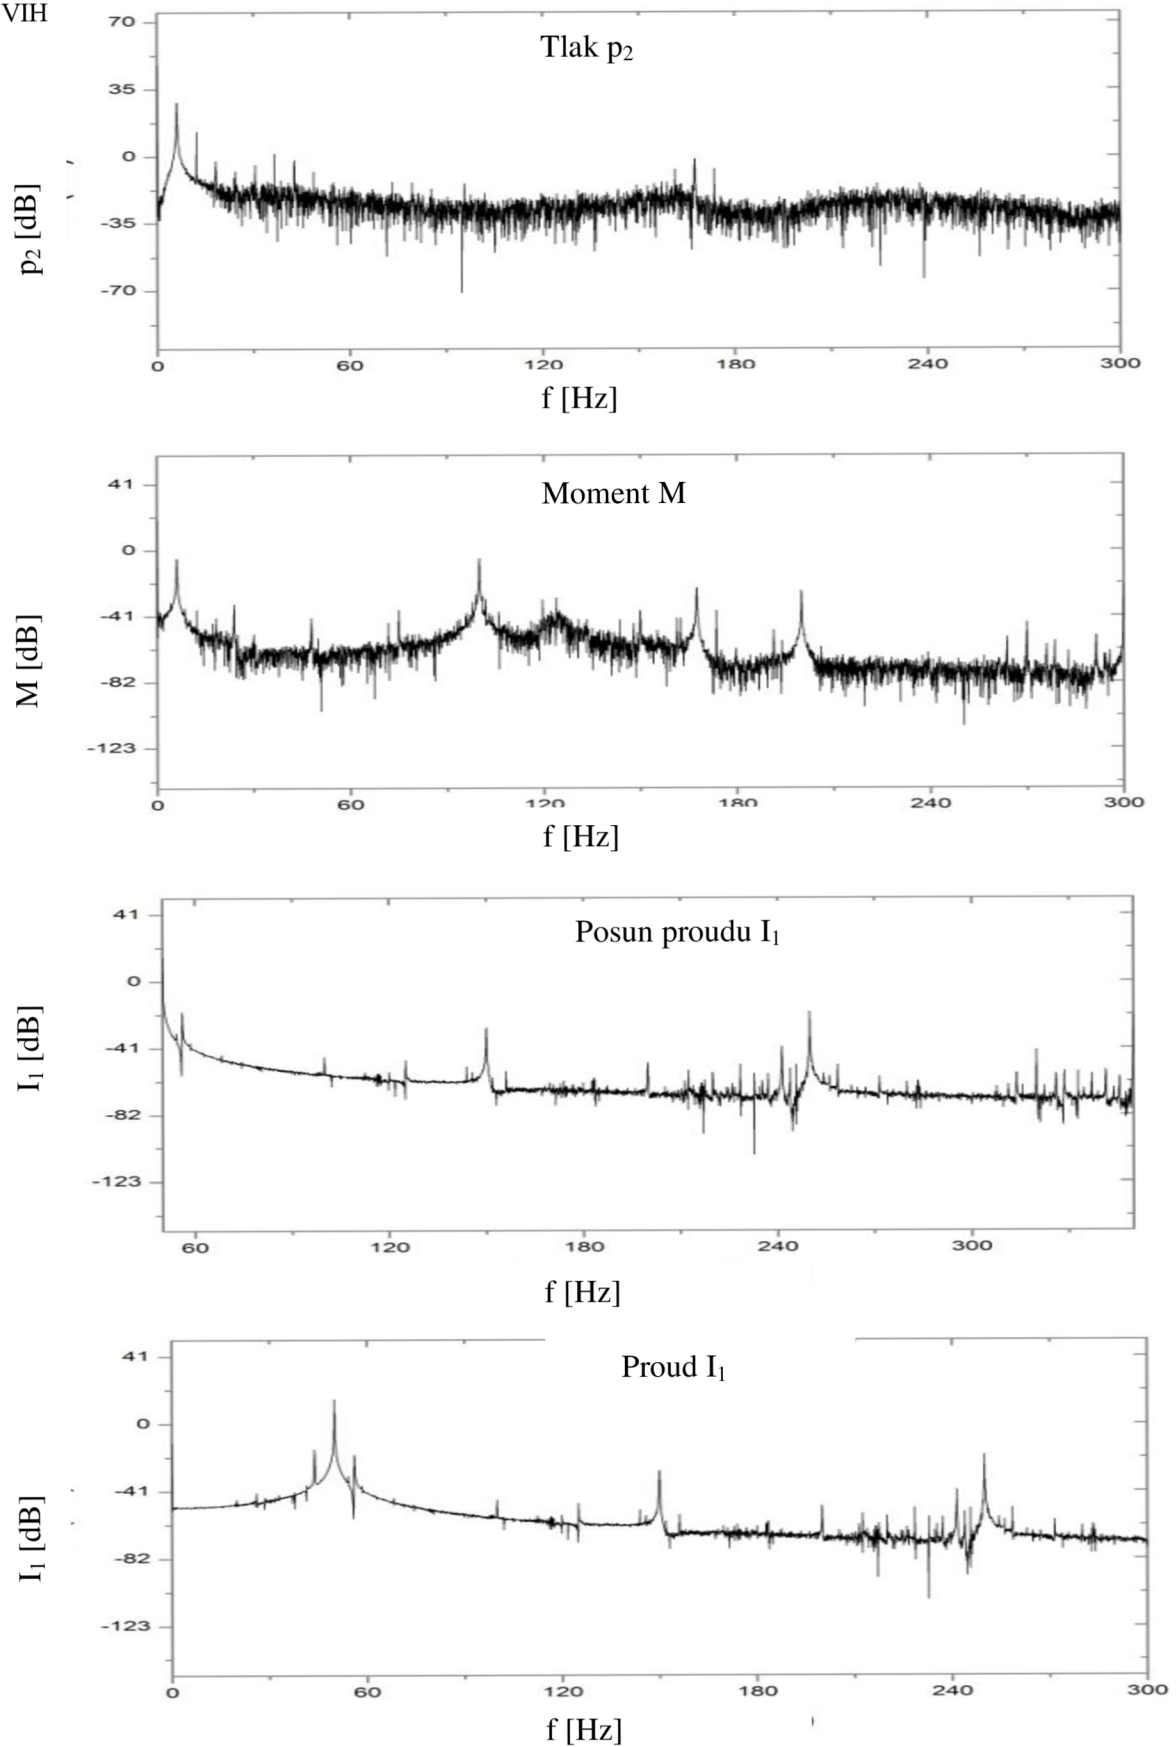 VIH
Tlak p₂
70
35
0
-35
-70
p₂ [dB]
0 60 120 180 240 300
f [Hz]
Moment M
41
0
-41
-82
-123
M [dB]
0 60 120 180 240 300
f [Hz]
Posun proudu I₁
41
0
-41
-82
-123
I₁ [dB]
60 120 180 240 300
f [Hz]
Proud I₁
41
0
-41
-82
-123
I₁ [dB]
0 60 120 180 240 300
f [Hz]